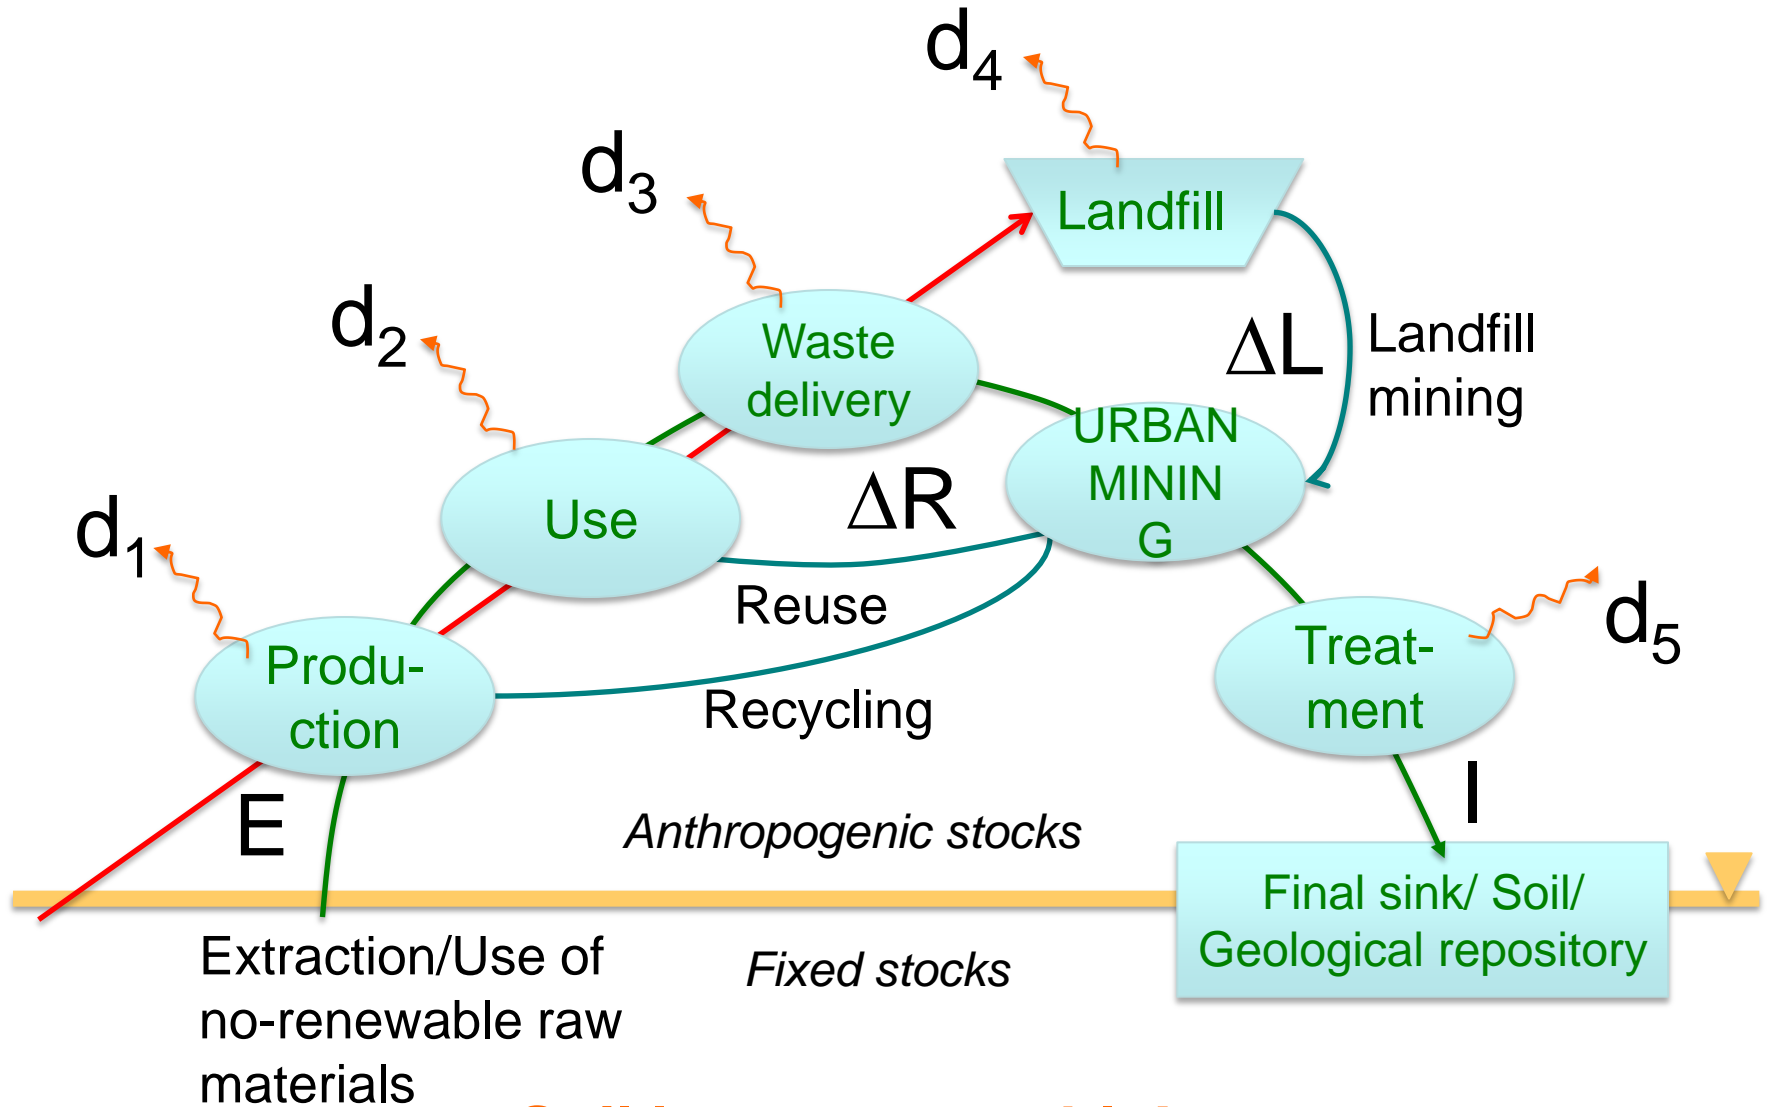 d4
d3
Landfill
d2
Waste
delivery
ΔL
Landfill
mining
URBAN
MININ
G
ΔR
Use
d1
Reuse
d5
Treat-
ment
Produ-
ction
Recycling
E
I
Anthropogenic stocks
Final sink/ Soil/
Geological repository
Extraction/Use of
no-renewable raw
materials
Fixed stocks